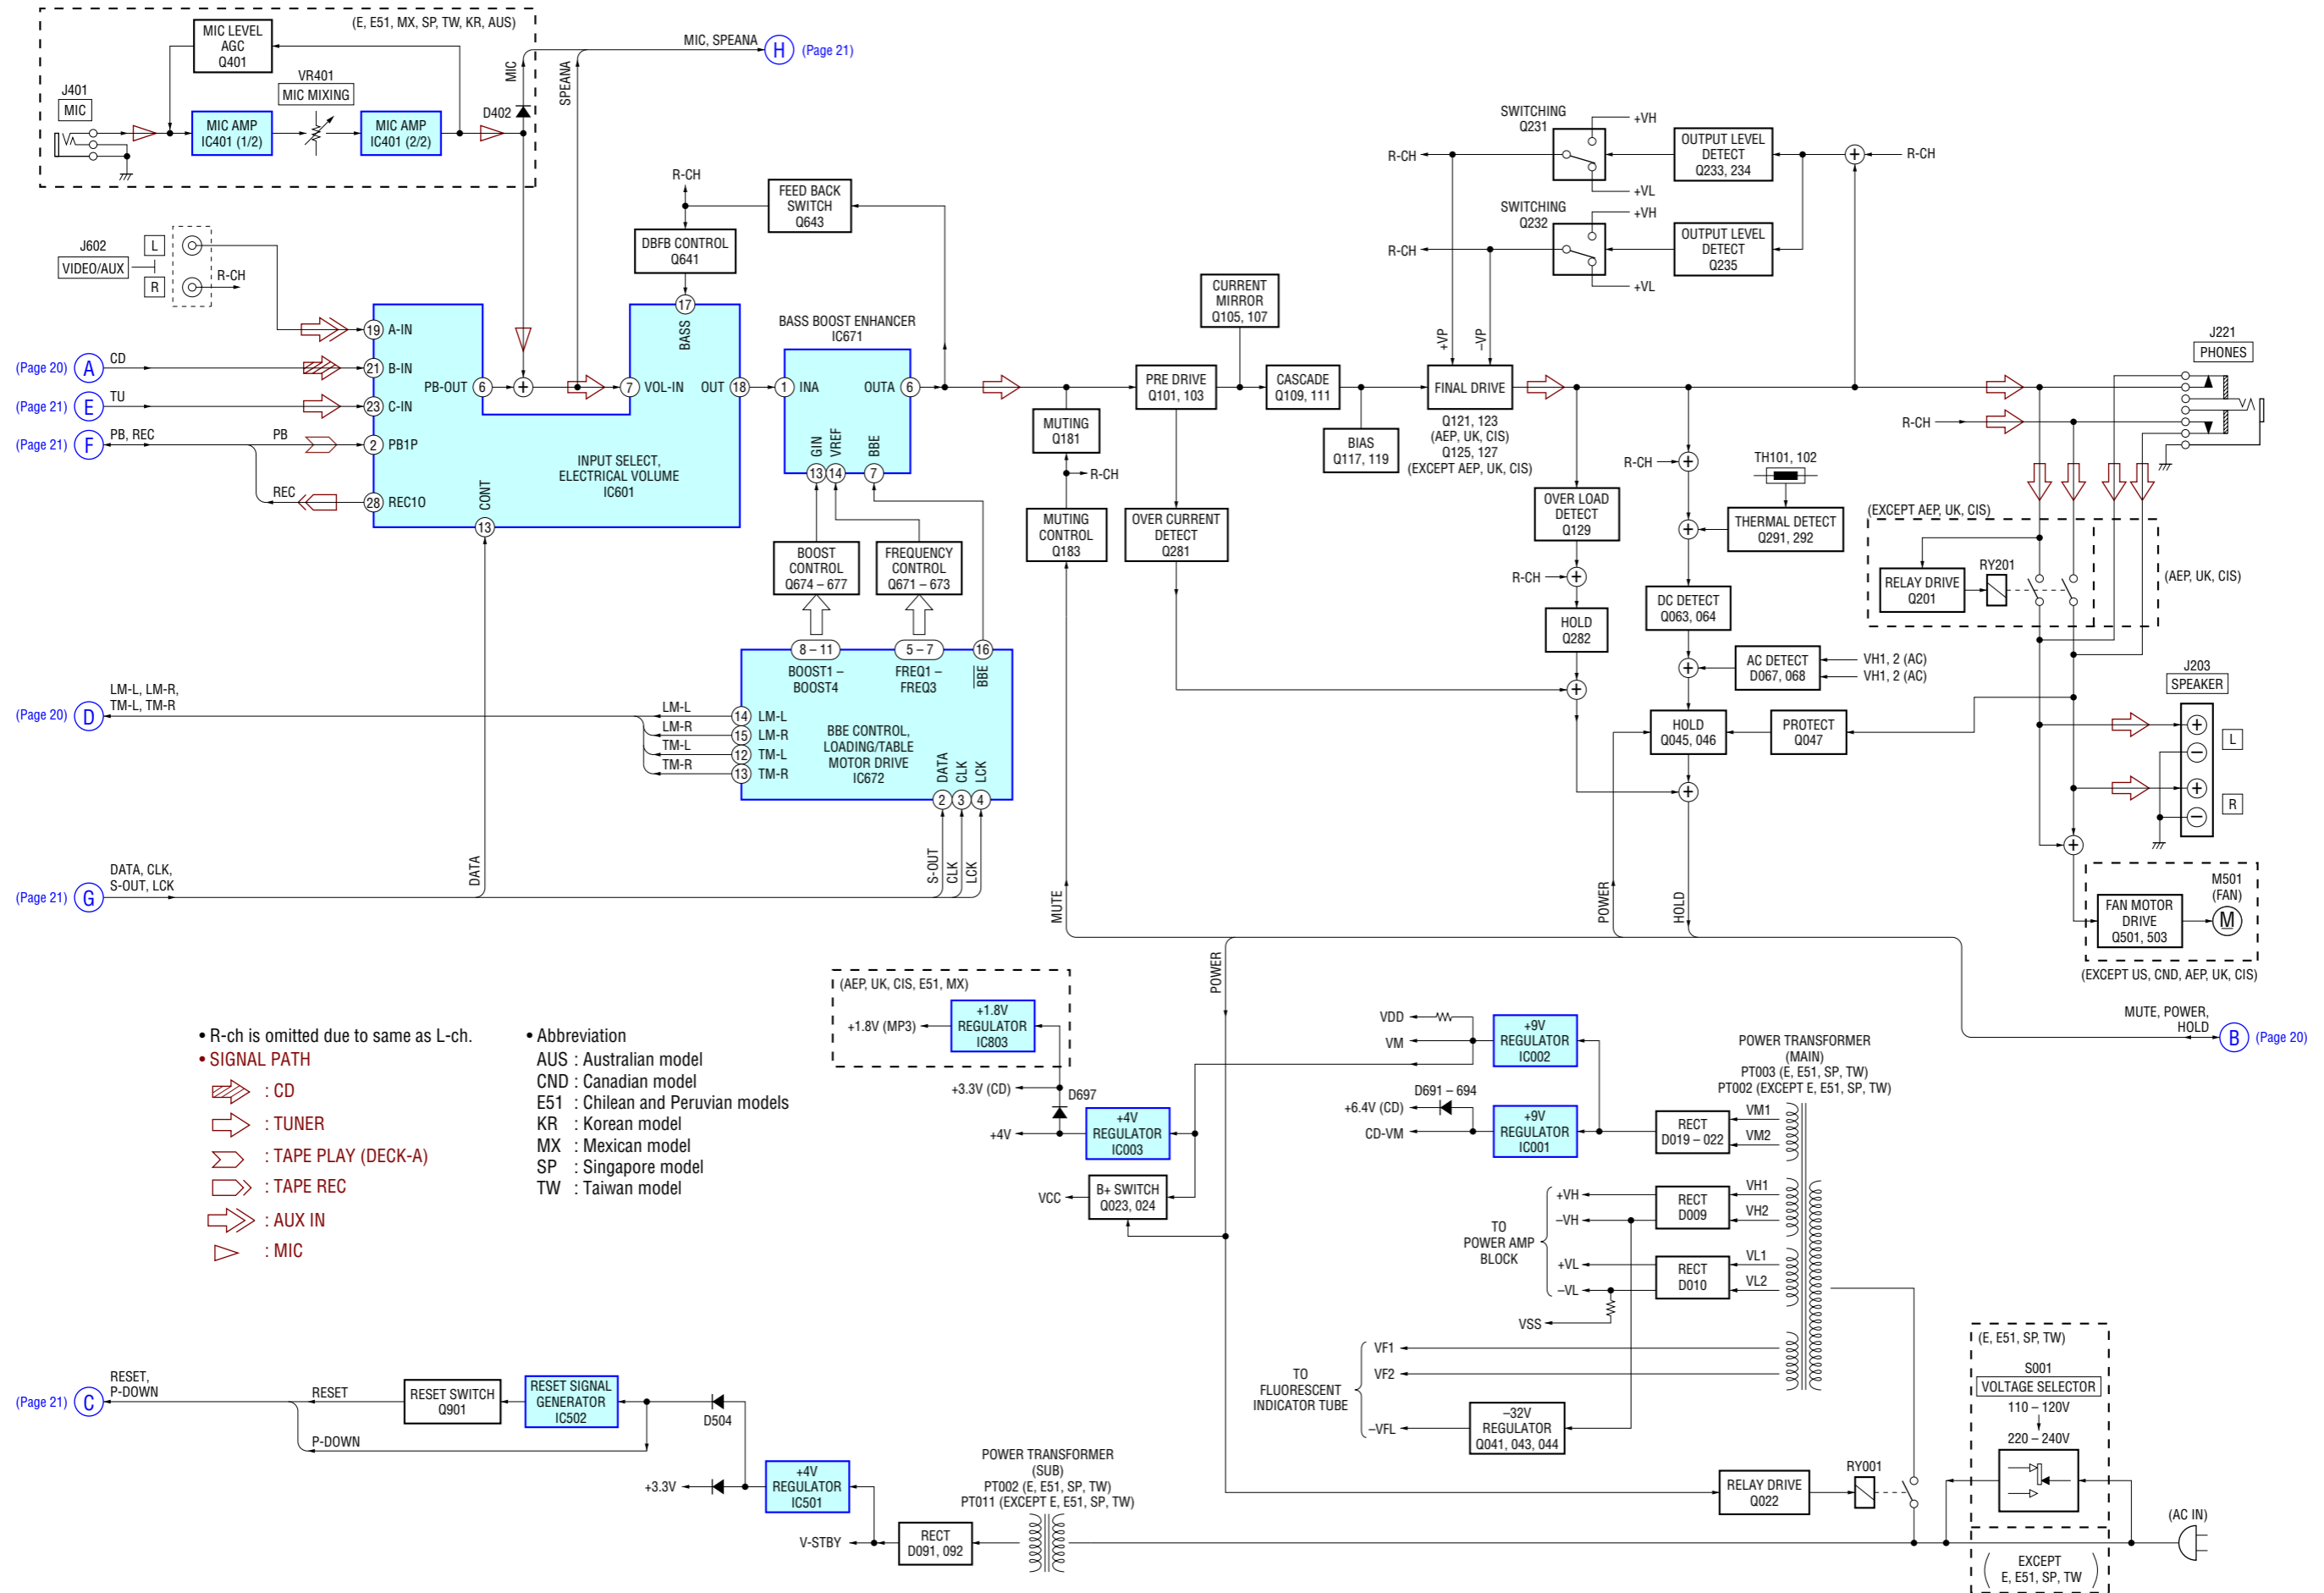 (E, E51, MX, SP, TW, KR, AUS)
MIC LEVEL
AGC
Q401
VR401
MIC MIXING
J401
MIC
MIC AMP
IC401 (1/2)
MIC AMP
IC401 (2/2)
D402
MIC
SPEANA
MIC, SPEANA
H
(Page 21)
J602
VIDEO/AUX
L
R
R-CH
R-CH
FEED BACK
SWITCH
Q643
DBFB CONTROL
Q641
(Page 20)
A
CD
(Page 21)
E
TU
(Page 21)
F
PB, REC
PB
REC
19 A-IN
21 B-IN
23 C-IN
2 PB1P
28 REC1O
PB-OUT 6
+
7 VOL-IN
17
BASS
OUT 18
INPUT SELECT,
ELECTRICAL VOLUME
IC601
CONT
13
BASS BOOST ENHANCER
IC671
1 INA
OUTA 6
GIN
VREF
BBE
13
14
7
BOOST
CONTROL
Q674 – 677
FREQUENCY
CONTROL
Q671 – 673
8 – 11
5 – 7
16
BOOST1 –
BOOST4
FREQ1 –
FREQ3
BBE
BBE CONTROL,
LOADING/TABLE
MOTOR DRIVE
IC672
LM-L
14 LM-L
LM-R
15 LM-R
TM-L
12 TM-L
TM-R
13 TM-R
DATA
CLK
LCK
2
3
4
(Page 20)
D
LM-L, LM-R,
TM-L, TM-R
(Page 21)
G
DATA, CLK,
S-OUT, LCK
DATA
S-OUT
CLK
LCK
MUTING
Q181
R-CH
MUTING
CONTROL
Q183
PRE DRIVE
Q101, 103
CURRENT
MIRROR
Q105, 107
CASCADE
Q109, 111
BIAS
Q117, 119
OVER CURRENT
DETECT
Q281
FINAL DRIVE
Q121, 123
(AEP, UK, CIS)
Q125, 127
(EXCEPT AEP, UK, CIS)
+VP
–VP
SWITCHING
Q231
+VH
+VL
R-CH
OUTPUT LEVEL
DETECT
Q233, 234
+
R-CH
SWITCHING
Q232
+VH
+VL
R-CH
OUTPUT LEVEL
DETECT
Q235
R-CH
+
OVER LOAD
DETECT
Q129
R-CH
+
HOLD
Q282
+
TH101, 102
+
THERMAL DETECT
Q291, 292
DC DETECT
Q063, 064
+
AC DETECT
D067, 068
VH1, 2 (AC)
VH1, 2 (AC)
HOLD
Q045, 046
PROTECT
Q047
+
J221
PHONES
R-CH
(EXCEPT AEP, UK, CIS)
RELAY DRIVE
Q201
RY201
(AEP, UK, CIS)
J203
SPEAKER
+
–
L
+
–
R
+
M501
(FAN)
FAN MOTOR
DRIVE
Q501, 503
M
(EXCEPT US, CND, AEP, UK, CIS)
MUTE
POWER
HOLD
POWER
MUTE, POWER,
HOLD
B
(Page 20)
• R-ch is omitted due to same as L-ch.
• SIGNAL PATH
: CD
: TUNER
: TAPE PLAY (DECK-A)
: TAPE REC
: AUX IN
: MIC
• Abbreviation
AUS : Australian model
CND : Canadian model
E51 : Chilean and Peruvian models
KR : Korean model
MX : Mexican model
SP : Singapore model
TW : Taiwan model
(AEP, UK, CIS, E51, MX)
+1.8V (MP3)
+1.8V
REGULATOR
IC803
+3.3V (CD)
D697
+4V
+4V
REGULATOR
IC003
VCC
B+ SWITCH
Q023, 024
VDD
VM
+9V
REGULATOR
IC002
D691 – 694
+6.4V (CD)
CD-VM
+9V
REGULATOR
IC001
POWER TRANSFORMER
(MAIN)
PT003 (E, E51, SP, TW)
PT002 (EXCEPT E, E51, SP, TW)
RECT
D019 – 022
VM1
VM2
TO
POWER AMP
BLOCK
+VH
–VH
RECT
D009
VH1
VH2
+VL
–VL
RECT
D010
VL1
VL2
VSS
TO
FLUORESCENT
INDICATOR TUBE
VF1
VF2
–VFL
–32V
REGULATOR
Q041, 043, 044
(Page 21)
C
RESET,
P-DOWN
RESET
P-DOWN
RESET SWITCH
Q901
RESET SIGNAL
GENERATOR
IC502
D504
+3.3V
+4V
REGULATOR
IC501
V-STBY
RECT
D091, 092
POWER TRANSFORMER
(SUB)
PT002 (E, E51, SP, TW)
PT011 (EXCEPT E, E51, SP, TW)
RELAY DRIVE
Q022
RY001
(E, E51, SP, TW)
S001
VOLTAGE SELECTOR
110 – 120V
220 – 240V
EXCEPT
E, E51, SP, TW
(AC IN)